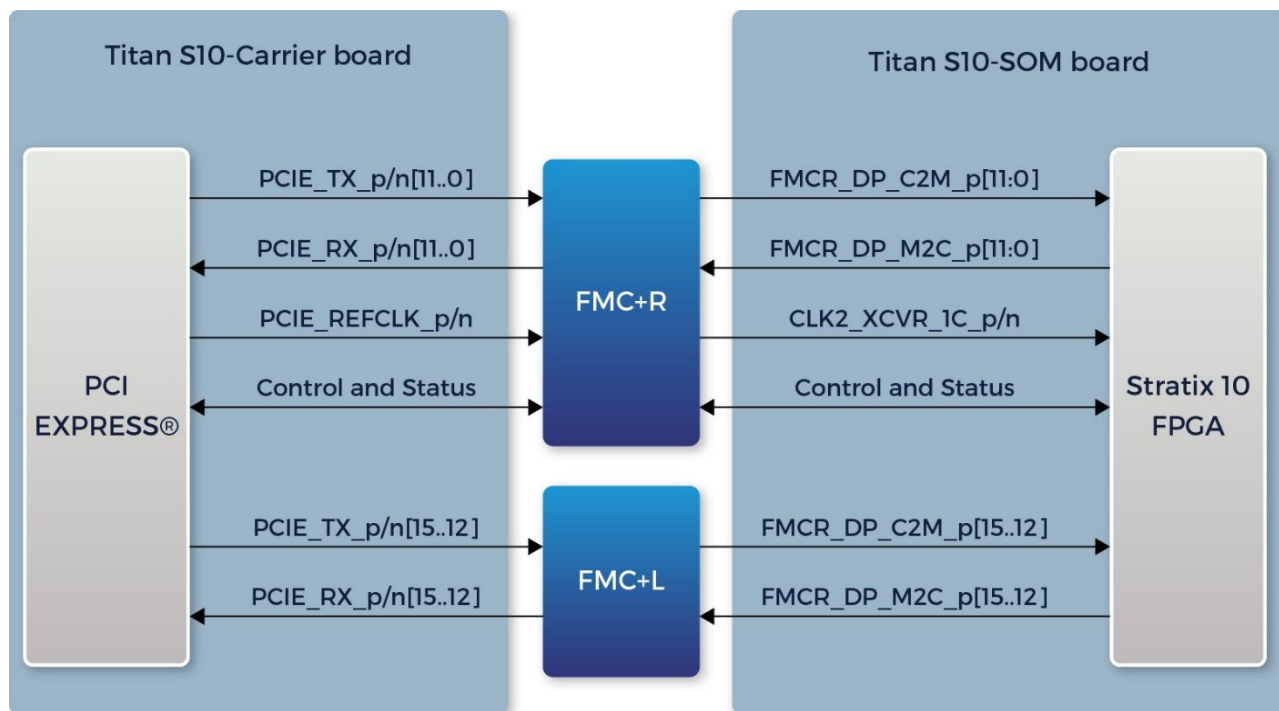 Titan S10-Carrier board
Titan S10-SOM board
PCIE_TX_p/n[11..0]
FMCR_DP_C2M_p[11:0]
PCIE_RX_p/n[11..0]
FMCR_DP_M2C_p[11:0]
FMC+R
PCIE_REFCLK_p/n
CLK2_XCVR_1C_p/n
PCI
EXPRESS®
Control and Status
Control and Status
Stratix 10
FPGA
PCIE_TX_p/n[15..12]
FMCR_DP_C2M_p[15..12]
FMC+L
PCIE_RX_p/n[15..12]
FMCR_DP_M2C_p[15..12]